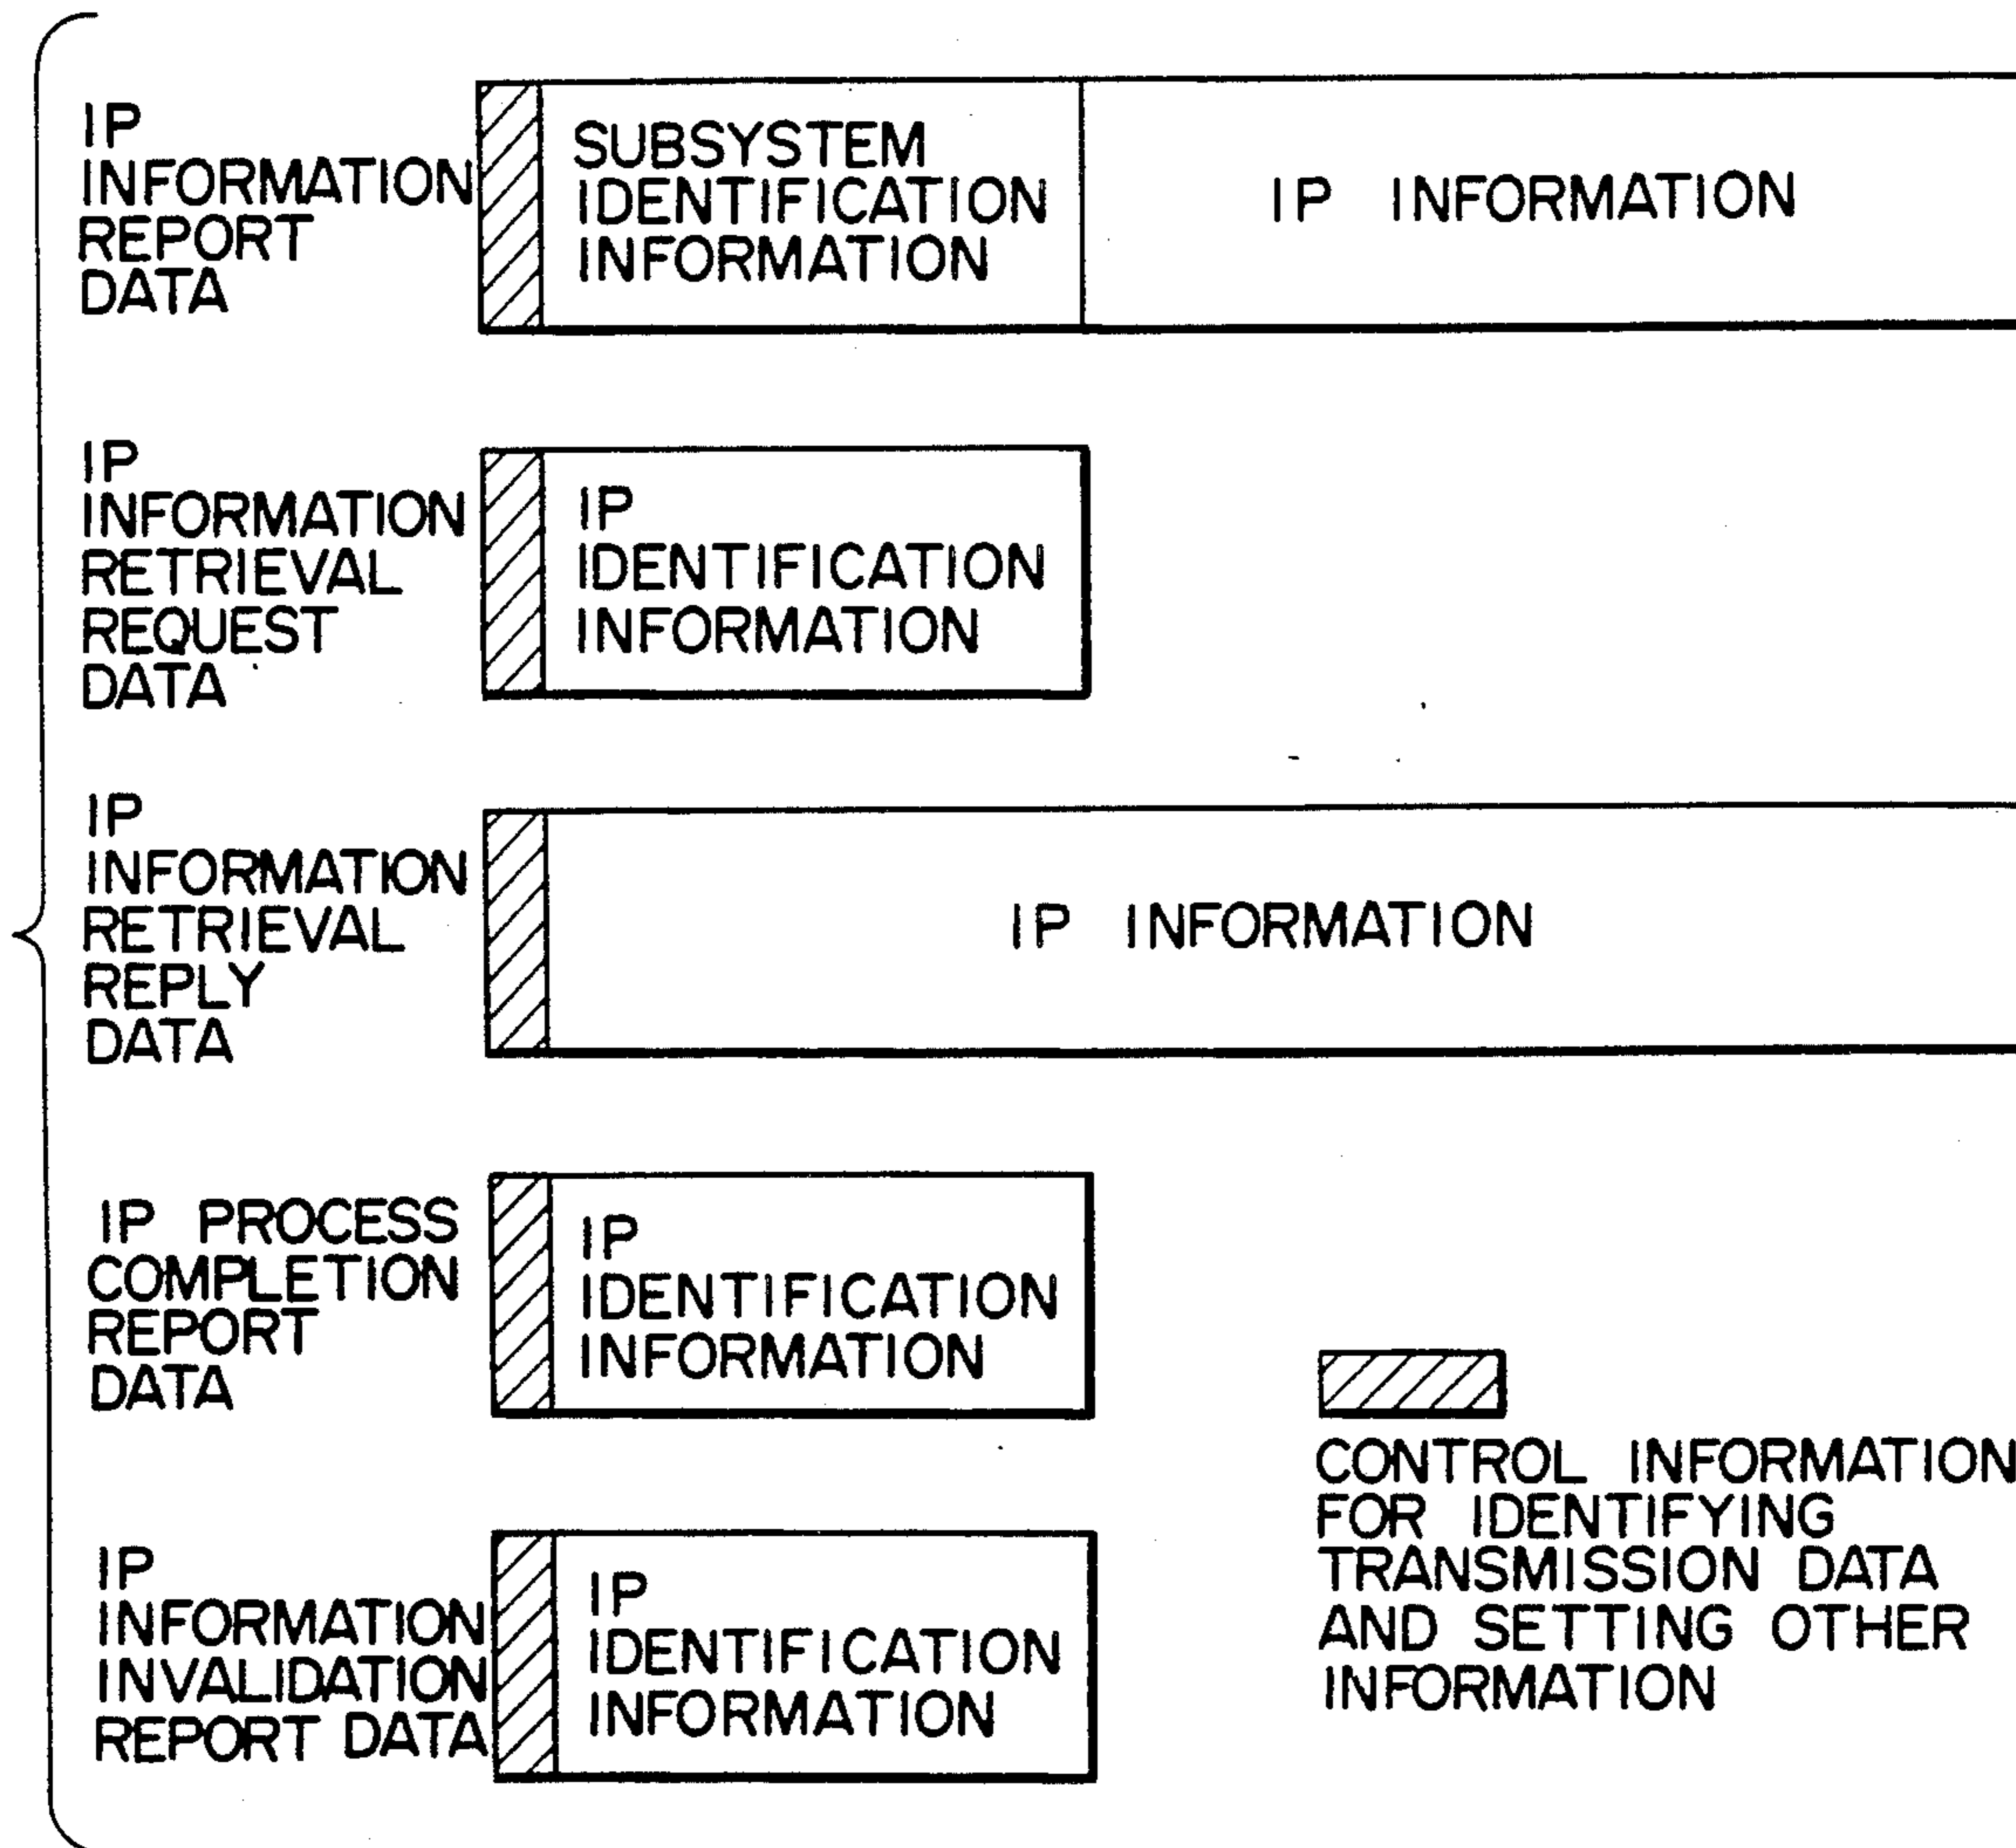 IP
INFORMATION
REPORT
DATA
SUBSYSTEM
IDENTIFICATION
INFORMATION
IP INFORMATION
IP
INFORMATION
RETRIEVAL
REQUEST
DATA
IP
IDENTIFICATION
INFORMATION
IP
INFORMATION
RETRIEVAL
REPLY
DATA
IP INFORMATION
IP PROCESS
COMPLETION
REPORT
DATA
IP
IDENTIFICATION
INFORMATION
IP
INFORMATION
INVALIDATION
REPORT DATA
IP
IDENTIFICATION
INFORMATION
CONTROL INFORMATION
FOR IDENTIFYING
TRANSMISSION DATA
AND SETTING OTHER
INFORMATION